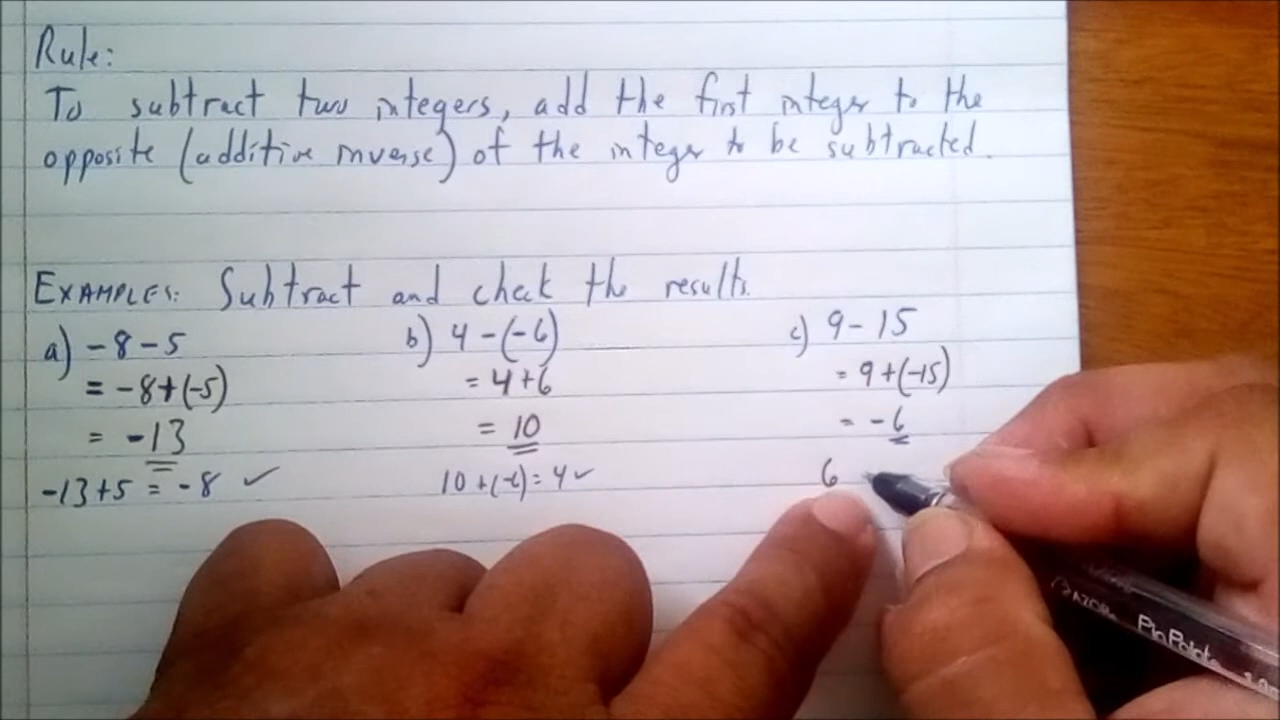 Rule:
To subtract two integers, add the first integer to the
opposite (additive inverse) of the integer to be subtracted.
EXAMPLES: Subtract and check the results.
a) -8-5
= -8+(-5)
= -13
-13+5 = -8 ✓
b) 4-(-6)
= 4+6
= 10
10+(-6)=4 ✓
c) 9-15
= 9+(-15)
= -6
6